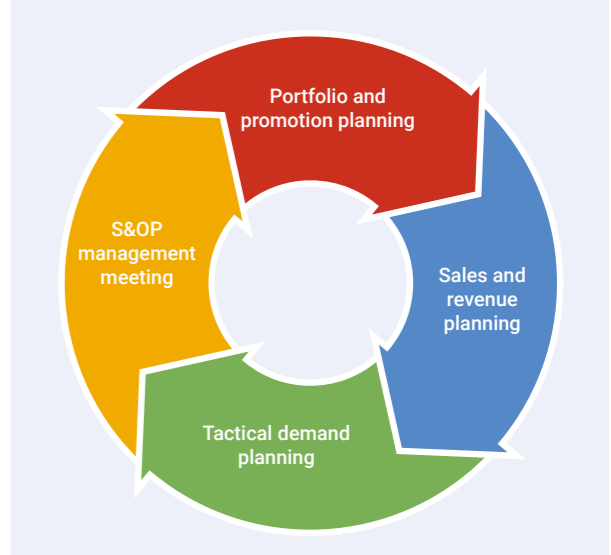 Portfolio and
promotion planning
Sales and
revenue
planning
Tactical demand
planning
S&OP
management
meeting